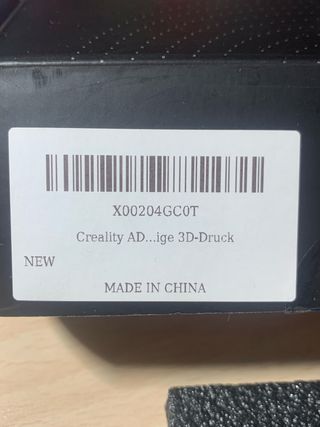 X00204GC0T
Creality AD...ige 3D-Druck
NEW
MADE IN CHINA